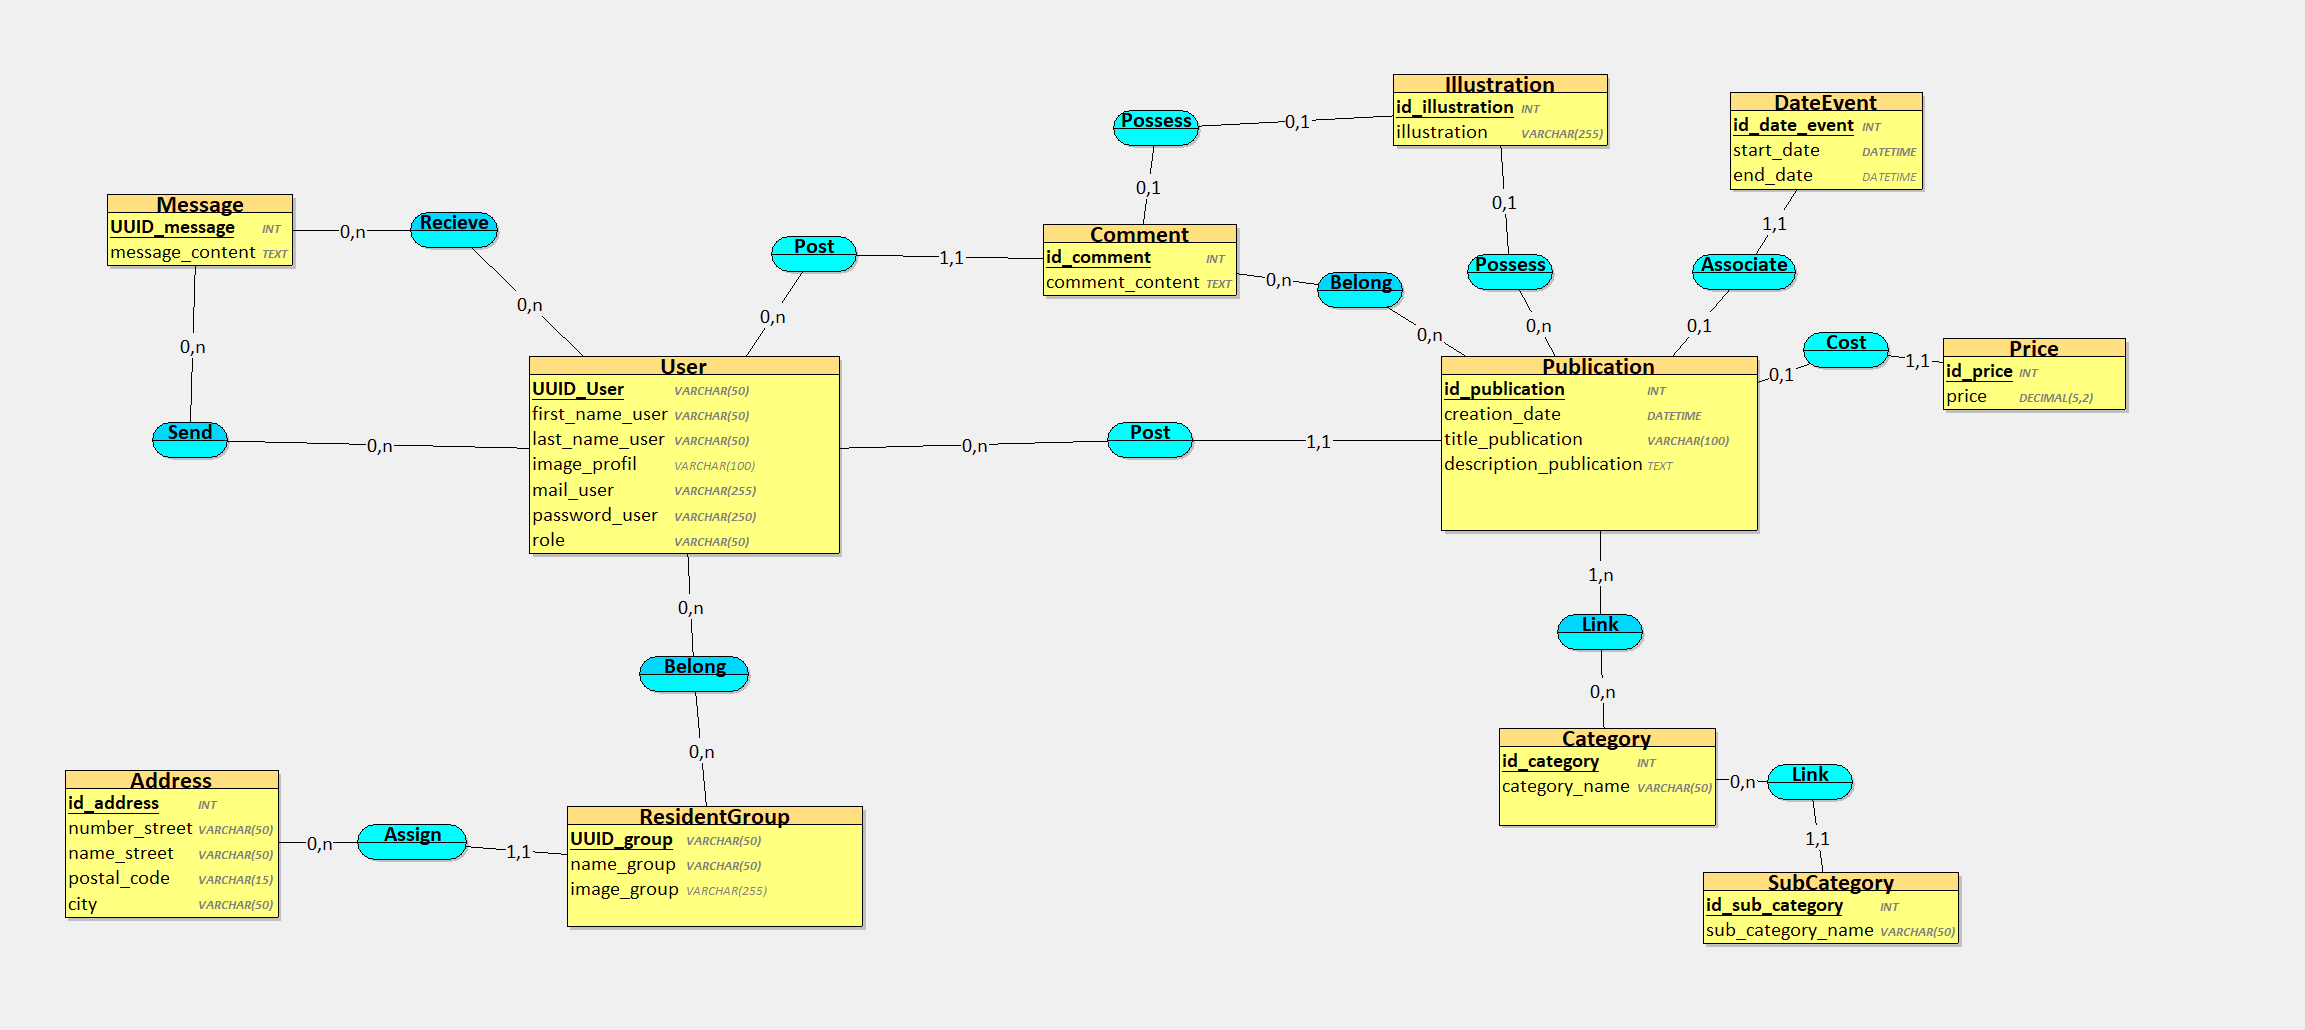 Illustration
id_illustration INT
illustration VARCHAR(255)
DateEvent
id_date_event INT
start_date DATETIME
end_date DATETIME
Possess
0,1
0,1
0,1
1,1
Message
UUID_message INT
message_content TEXT
0,n
Recieve
0,n
0,n
Post
1,1
0,n
Comment
id_comment INT
comment_content TEXT
0,n
Belong
0,n
Possess
0,n
Associate
0,1
Cost
0,1
1,1
Price
id_price INT
price DECIMAL(5,2)
0,n
Send
0,n
User
UUID_User VARCHAR(50)
first_name_user VARCHAR(50)
last_name_user VARCHAR(50)
image_profil VARCHAR(100)
mail_user VARCHAR(255)
password_user VARCHAR(250)
role VARCHAR(50)
0,n
Post
1,1
Publication
id_publication INT
creation_date DATETIME
title_publication VARCHAR(100)
description_publication TEXT
0,n
Belong
0,n
1,n
Link
0,n
Category
id_category INT
category_name VARCHAR(50)
0,n
Link
1,1
Address
id_address INT
number_street VARCHAR(50)
name_street VARCHAR(50)
postal_code VARCHAR(15)
city VARCHAR(50)
0,n
Assign
1,1
ResidentGroup
UUID_group VARCHAR(50)
name_group VARCHAR(50)
image_group VARCHAR(255)
SubCategory
id_sub_category INT
sub_category_name VARCHAR(50)